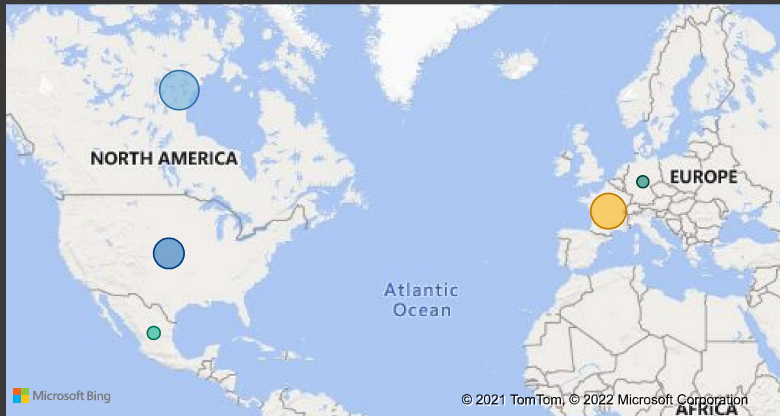 NORTH AMERICA
EUROPE
Atlantic
Ocean
AFRICA
Microsoft Bing
© 2021 TomTom, © 2022 Microsoft Corporation